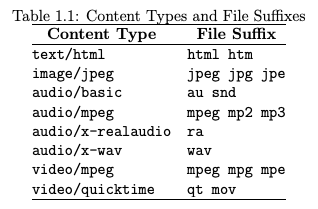 Table 1.1: Content Types and File Suffixes
Content Type File Suffix
text/html html htm
image/jpeg jpeg jpg jpe
audio/basic au snd
audio/mpeg mpeg mp2 mp3
audio/x-realaudio ra
audio/x-wav wav
video/mpeg mpeg mpg mpe
video/quicktime qt mov